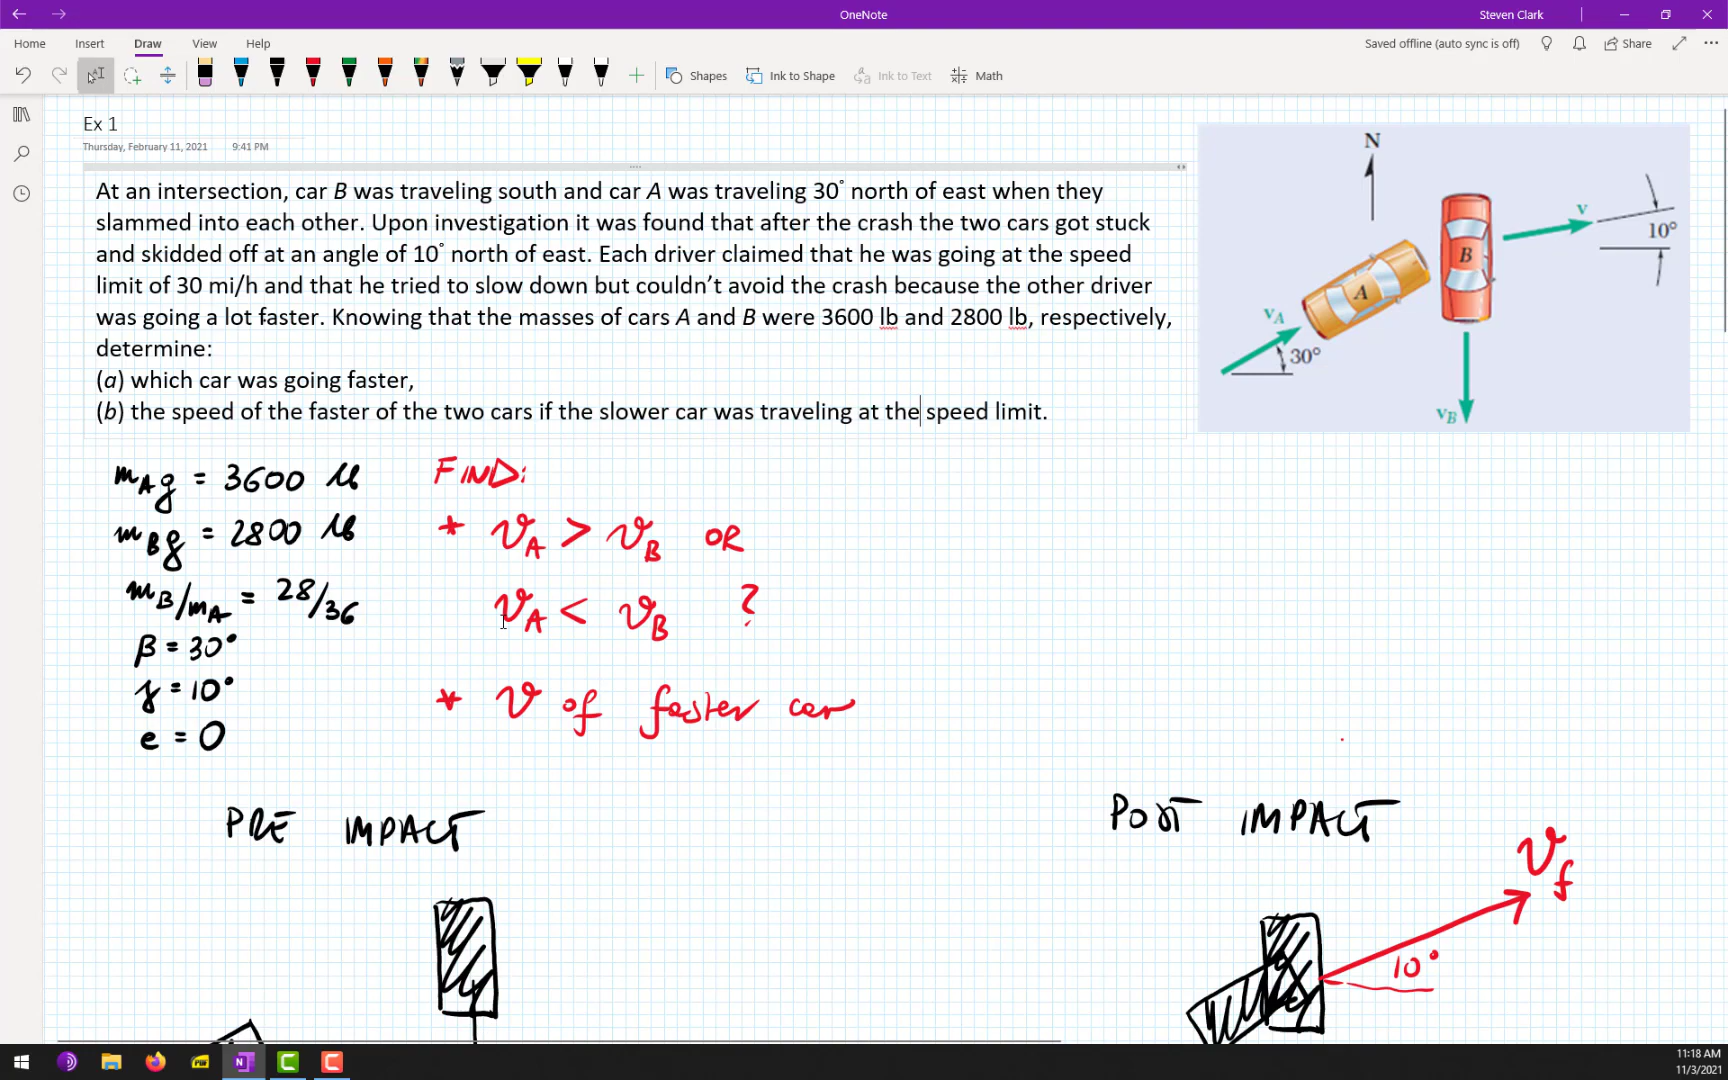 OneNote
Steven Clark
Home Insert Draw View Help
Saved offline (auto sync is off)
Share
Shapes
Ink to Shape
Ink to Text
Math
Ex 1
Thursday, February 11, 2021 9:41 PM
At an intersection, car B was traveling south and car A was traveling 30° north of east when they
slammed into each other. Upon investigation it was found that after the crash the two cars got stuck
and skidded off at an angle of 10° north of east. Each driver claimed that he was going at the speed
limit of 30 mi/h and that he tried to slow down but couldn't avoid the crash because the other driver
was going a lot faster. Knowing that the masses of cars A and B were 3600 lb and 2800 lb, respectively,
determine:
(a) which car was going faster,
(b) the speed of the faster of the two cars if the slower car was traveling at the speed limit.
N
v
10°
B
A
vA
30°
vB
mAg = 3600 lb
mBg = 2800 lb
mB/mA = 28/36
β = 30°
γ = 10°
e = 0
FIND:
* vA > vB OR
vA < vB ?
* v of faster car
PRE IMPACT
POST IMPACT
vf
10°
11:18 AM
11/3/2021